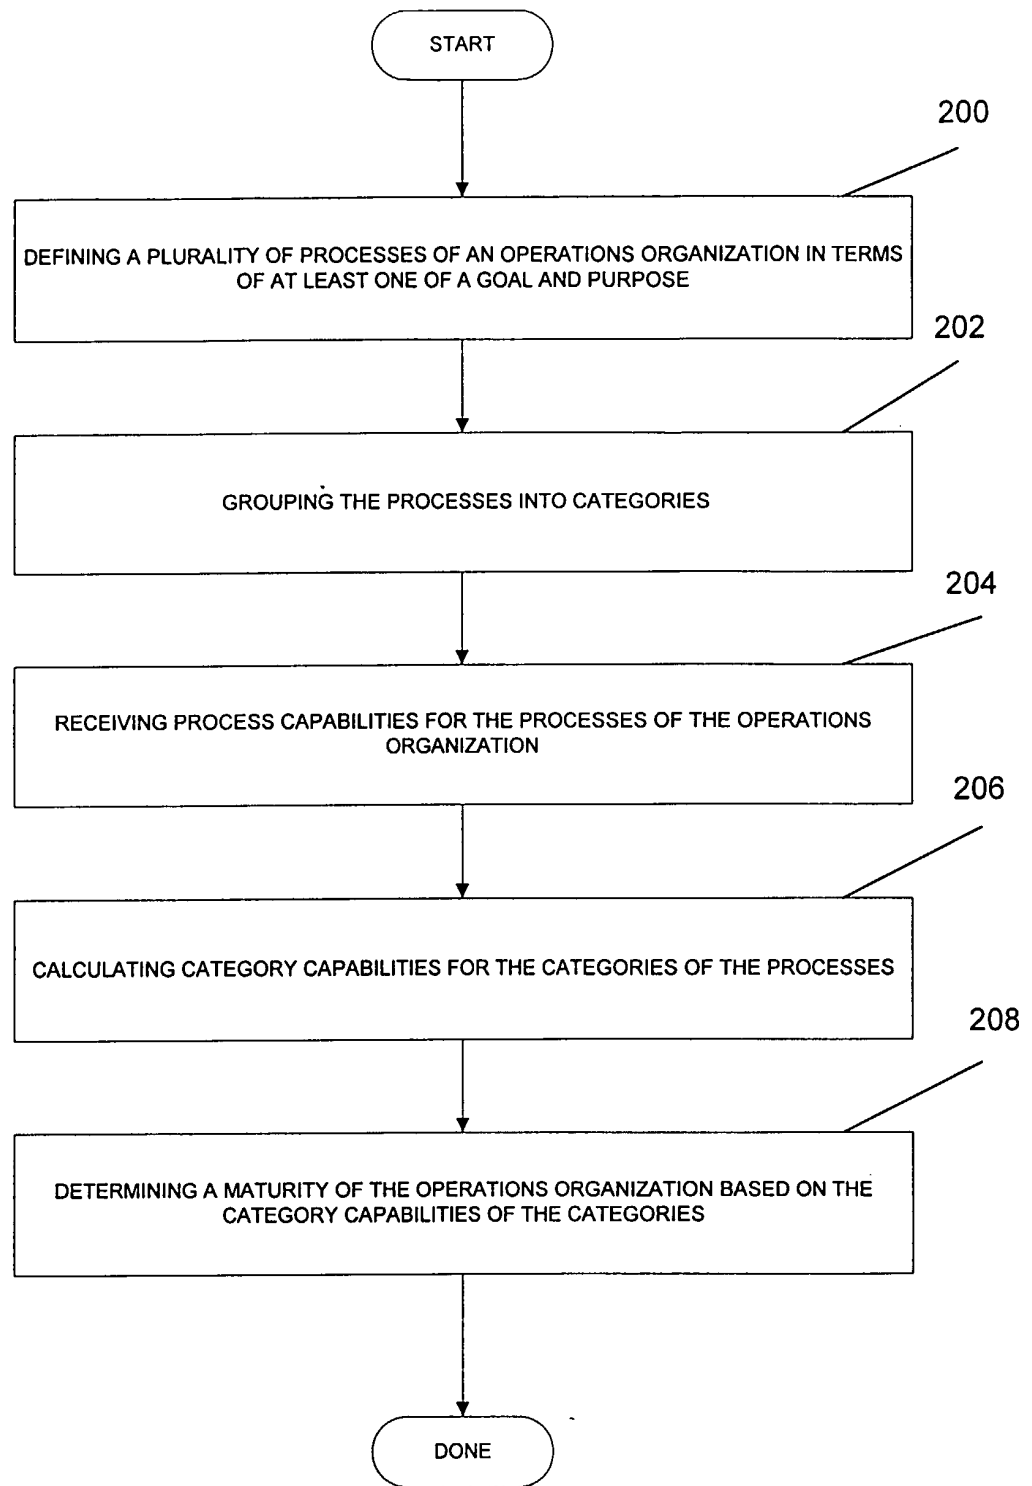 START
200
DEFINING A PLURALITY OF PROCESSES OF AN OPERATIONS ORGANIZATION IN TERMS
OF AT LEAST ONE OF A GOAL AND PURPOSE
202
GROUPING THE PROCESSES INTO CATEGORIES
204
RECEIVING PROCESS CAPABILITIES FOR THE PROCESSES OF THE OPERATIONS
ORGANIZATION
206
CALCULATING CATEGORY CAPABILITIES FOR THE CATEGORIES OF THE PROCESSES
208
DETERMINING A MATURITY OF THE OPERATIONS ORGANIZATION BASED ON THE
CATEGORY CAPABILITIES OF THE CATEGORIES
DONE